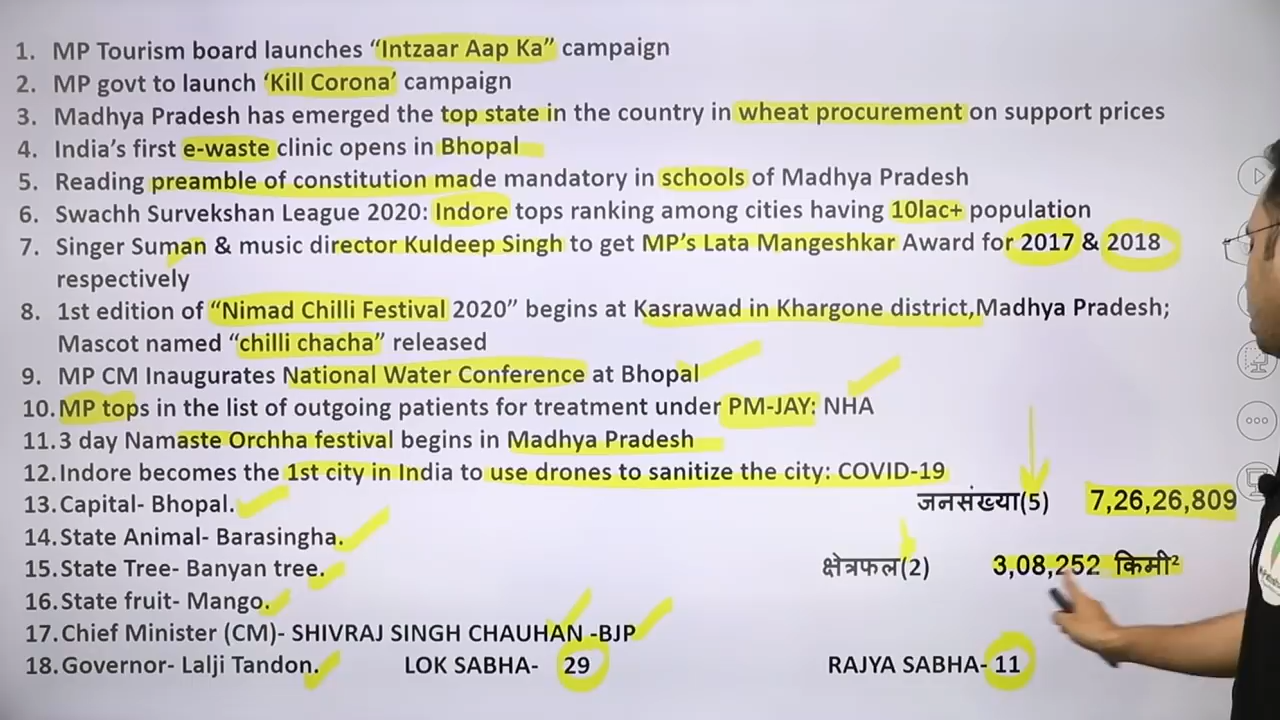 1. MP Tourism board launches “Intzaar Aap Ka” campaign
2. MP govt to launch ‘Kill Corona’ campaign
3. Madhya Pradesh has emerged the top state in the country in wheat procurement on support prices
4. India’s first e-waste clinic opens in Bhopal
5. Reading preamble of constitution made mandatory in schools of Madhya Pradesh
6. Swachh Survekshan League 2020: Indore tops ranking among cities having 10lac+ population
7. Singer Suman & music director Kuldeep Singh to get MP’s Lata Mangeshkar Award for 2017 & 2018
respectively
8. 1st edition of “Nimad Chilli Festival 2020” begins at Kasrawad in Khargone district,Madhya Pradesh;
Mascot named “chilli chacha” released
9. MP CM Inaugurates National Water Conference at Bhopal
10. MP tops in the list of outgoing patients for treatment under PM-JAY: NHA
11. 3 day Namaste Orchha festival begins in Madhya Pradesh
12. Indore becomes the 1st city in India to use drones to sanitize the city: COVID-19
13. Capital- Bhopal.
जनसंख्या(5) 7,26,26,809
14. State Animal- Barasingha.
15. State Tree- Banyan tree.
क्षेत्रफल(2) 3,08,252 किमी²
16. State fruit- Mango.
17. Chief Minister (CM)- SHIVRAJ SINGH CHAUHAN -BJP
18. Governor- Lalji Tandon. LOK SABHA- 29 RAJYA SABHA- 11